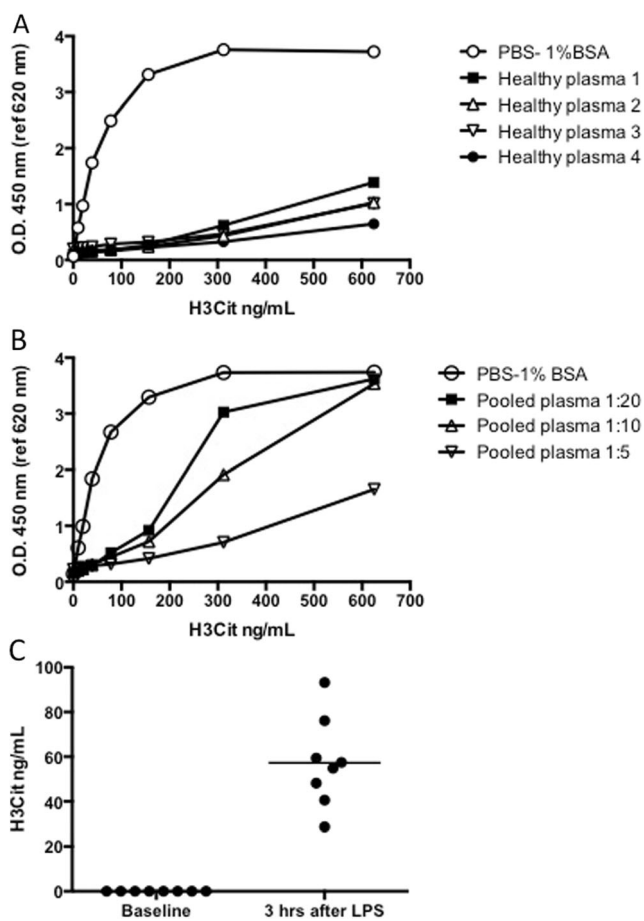 A
O.D. 450 nm (ref 620 nm)
4
3
2
1
0
0 100 200 300 400 500 600 700
H3Cit ng/mL
PBS- 1%BSA
Healthy plasma 1
Healthy plasma 2
Healthy plasma 3
Healthy plasma 4
B
O.D. 450 nm (ref 620 nm)
4
3
2
1
0
0 100 200 300 400 500 600 700
H3Cit ng/mL
PBS-1% BSA
Pooled plasma 1:20
Pooled plasma 1:10
Pooled plasma 1:5
C
H3Cit ng/mL
100
80
60
40
20
0
Baseline 3 hrs after LPS